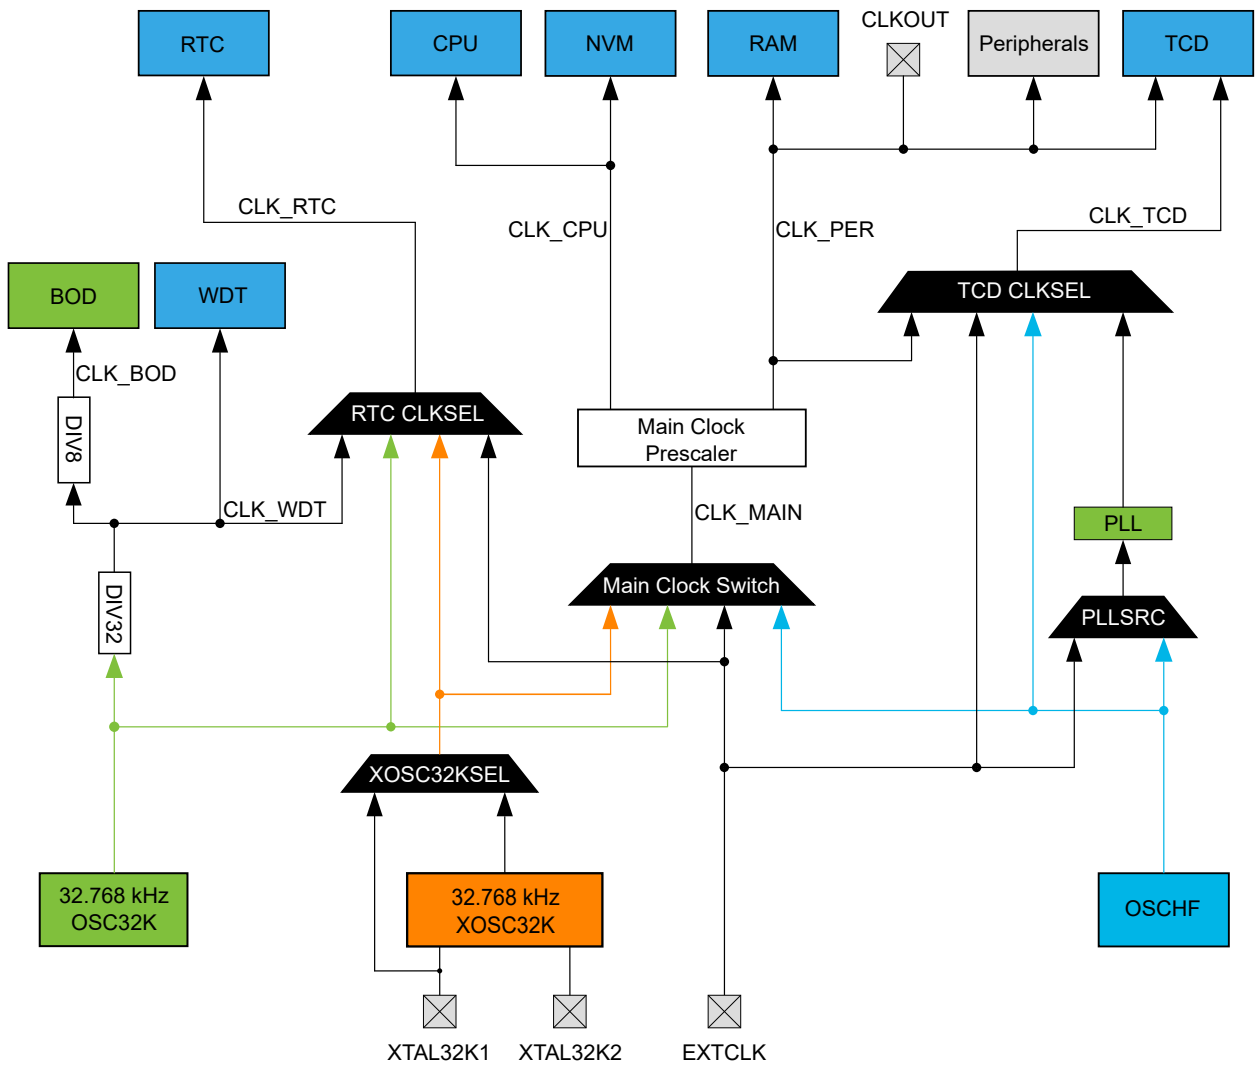 CLKOUT
RTC
CPU
NVM
RAM
Peripherals
TCD
CLK_RTC
CLK_CPU
CLK_PER
CLK_TCD
BOD
WDT
TCD CLKSEL
CLK_BOD
RTC CLKSEL
Main Clock
Prescaler
DIV8
CLK_WDT
CLK_MAIN
PLL
Main Clock Switch
DIV32
PLLSRC
XOSC32KSEL
32.768 kHz
OSC32K
32.768 kHz
XOSC32K
OSCHF
XTAL32K1
XTAL32K2
EXTCLK